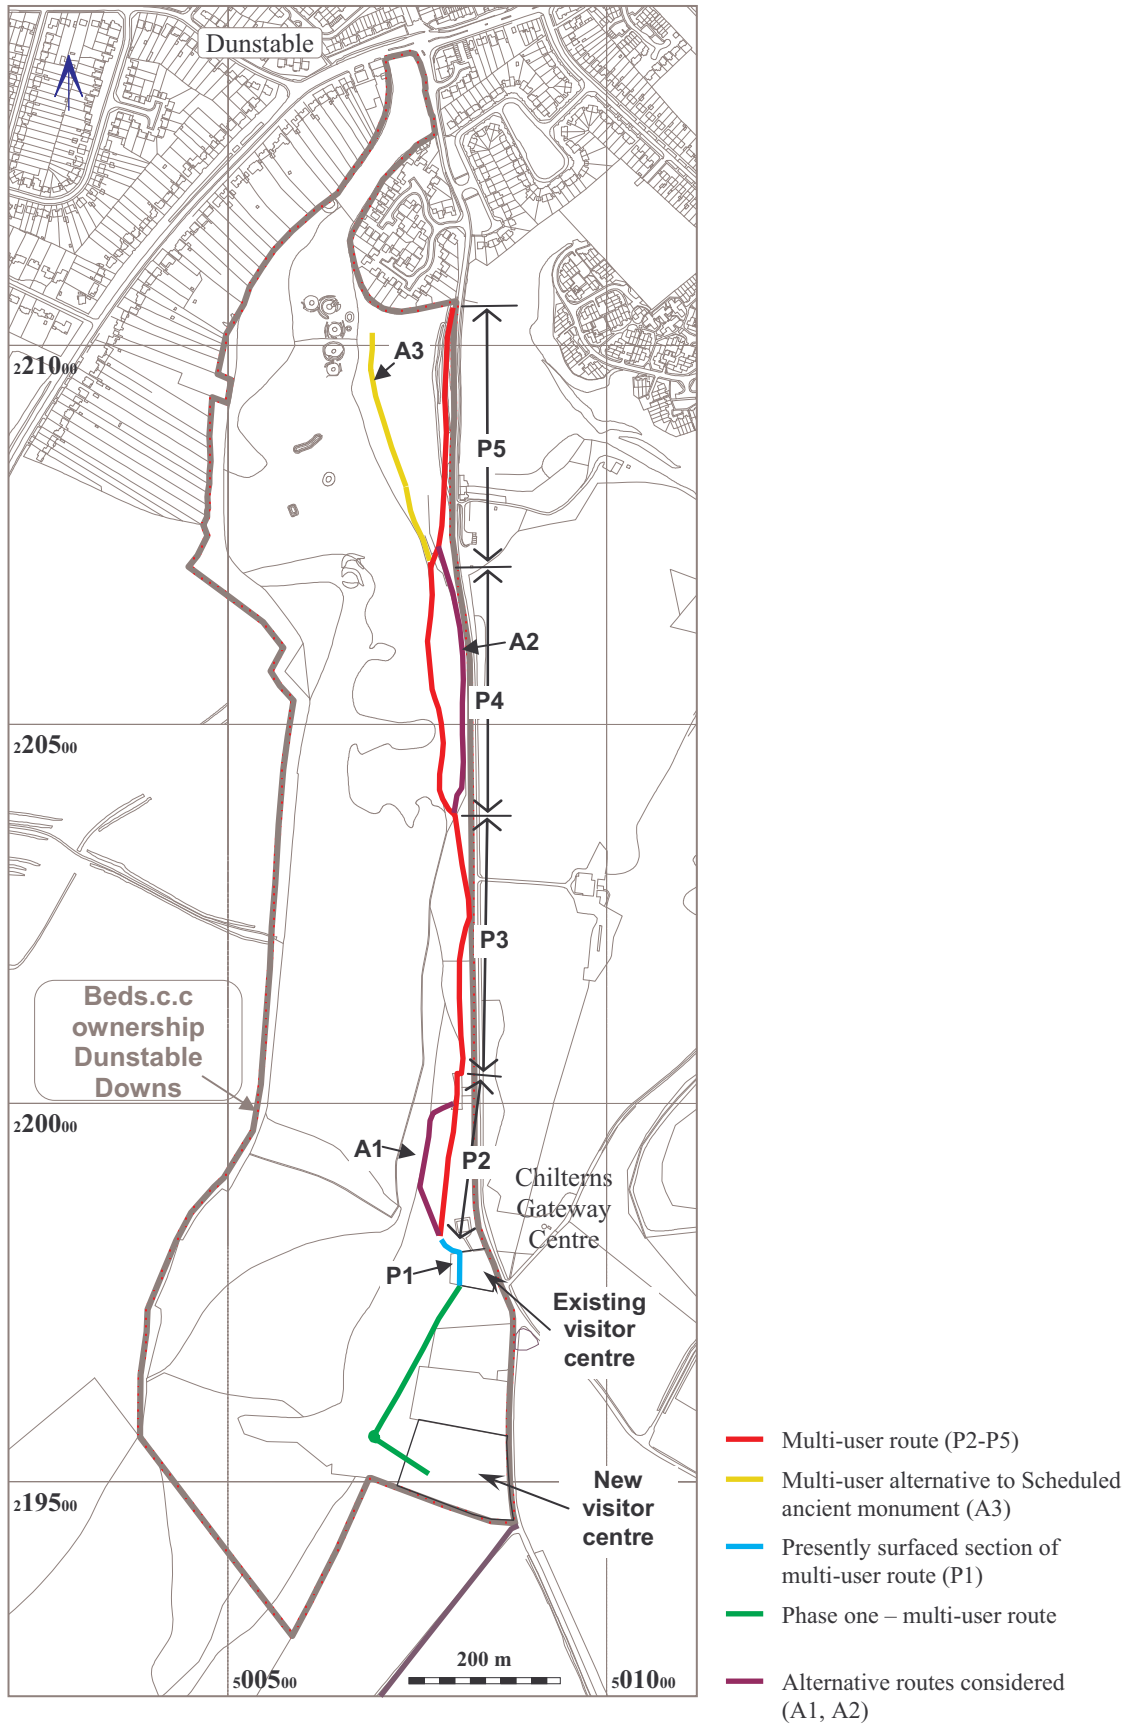 Dunstable
A3
221000
P5
A2
P4
220500
P3
Beds.c.c
ownership
Dunstable
Downs
220000
A1
P2
Chilterns
Gateway
Centre
P1
Existing
visitor
centre
New
visitor
centre
219500
200 m
500500
501000
Multi-user route (P2-P5)
Multi-user alternative to Scheduled
ancient monument (A3)
Presently surfaced section of
multi-user route (P1)
Phase one – multi-user route
Alternative routes considered
(A1, A2)